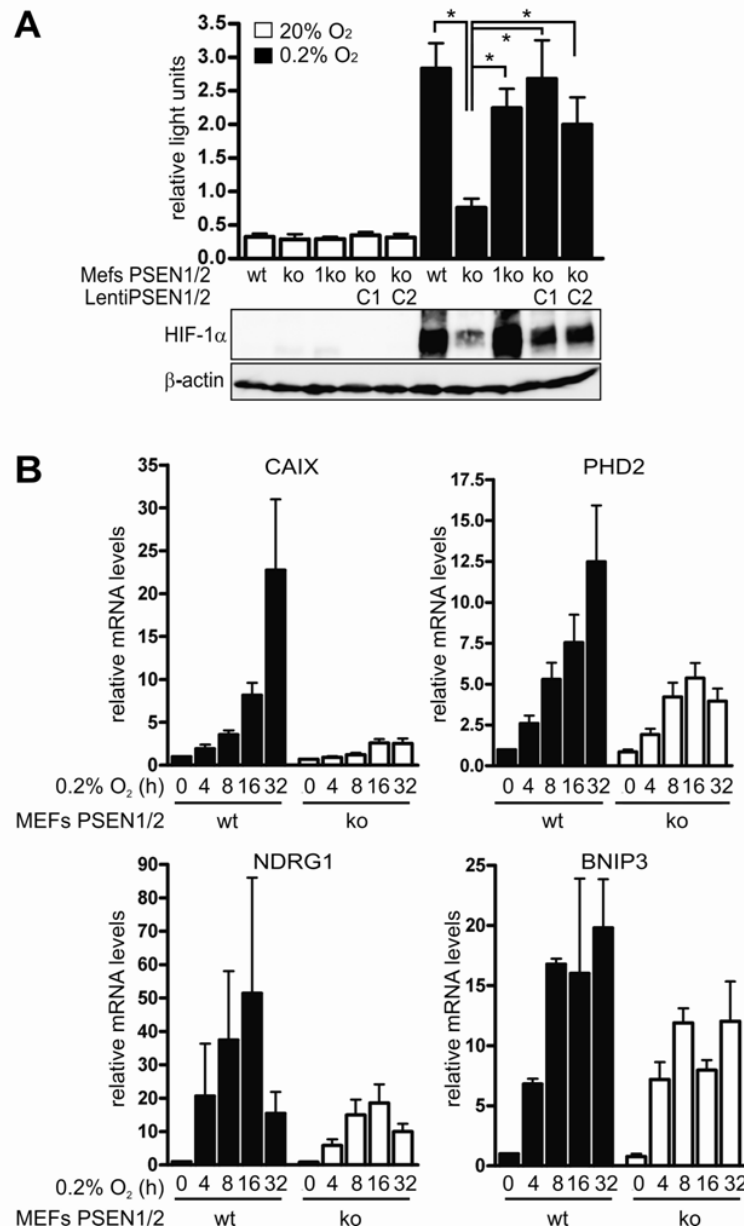 A
20% O2
0.2% O2
* * * *
relative light units
3.5
3.0
2.5
2.0
1.5
1.0
0.5
0.0
Mefs PSEN1/2 wt ko 1ko ko ko wt ko 1ko ko ko
LentiPSEN1/2 C1 C2 C1 C2
HIF-1α
β-actin
B
CAIX
relative mRNA levels
35
30
25
20
15
10
5
0
0.2% O2 (h) 0 4 8 16 32 0 4 8 16 32
MEFs PSEN1/2 wt ko
PHD2
relative mRNA levels
17.5
15.0
12.5
10.0
7.5
5.0
2.5
0.0
0 4 8 16 32 0 4 8 16 32
wt ko
NDRG1
relative mRNA levels
90
80
70
60
50
40
30
20
10
0
0.2% O2 (h) 0 4 8 16 32 0 4 8 16 32
MEFs PSEN1/2 wt ko
BNIP3
relative mRNA levels
25
20
15
10
5
0
0 4 8 16 32 0 4 8 16 32
wt ko